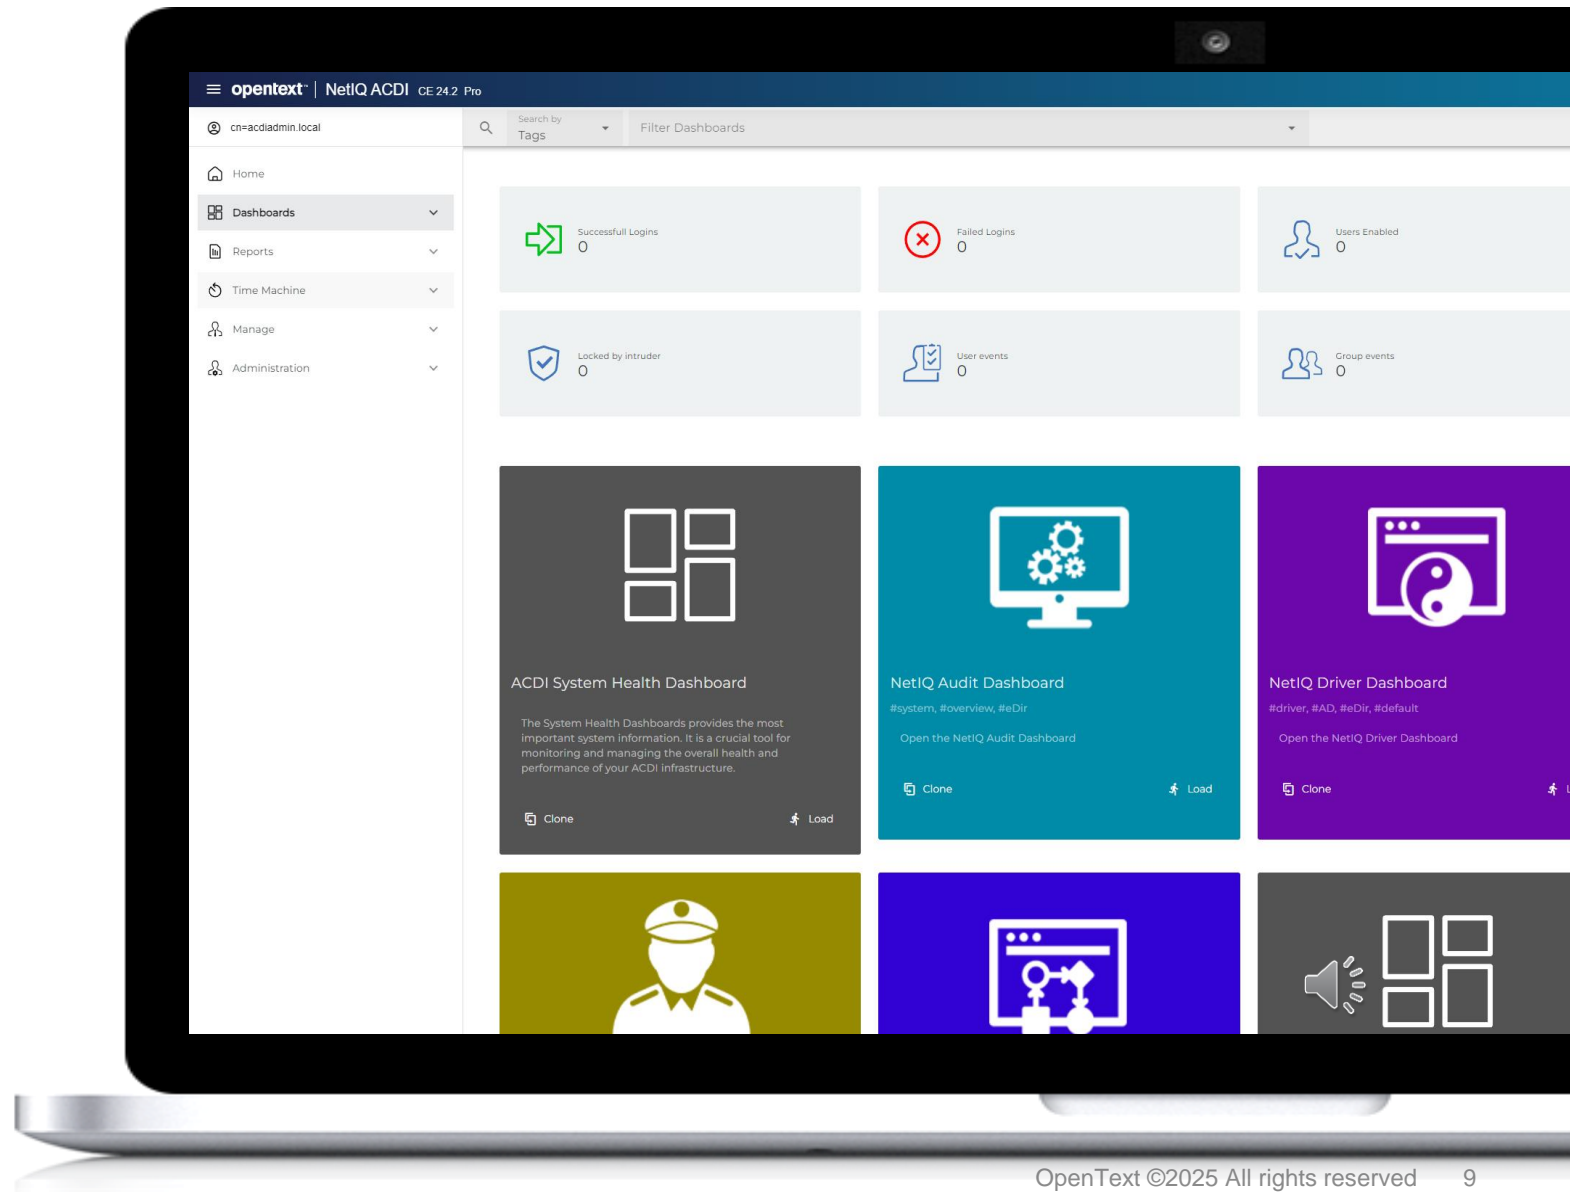 opentext™ | NetIQ ACDI CE 24.2 Pro
cn=acdiadmin.local
Search by
Tags
Filter Dashboards
Home
Dashboards
Reports
Time Machine
Manage
Administration
Successfull Logins
0
Failed Logins
0
Users Enabled
0
Locked by intruder
0
User events
0
Group events
0
ACDI System Health Dashboard
The System Health Dashboards provides the most
important system information. It is a crucial tool for
monitoring and managing the overall health and
performance of your ACDI infrastructure.
Clone
Load
NetIQ Audit Dashboard
#system, #overview, #eDir
Open the NetIQ Audit Dashboard
Clone
Load
NetIQ Driver Dashboard
#driver, #AD, #eDir, #default
Open the NetIQ Driver Dashboard
Clone
OpenText ©2025 All rights reserved 9